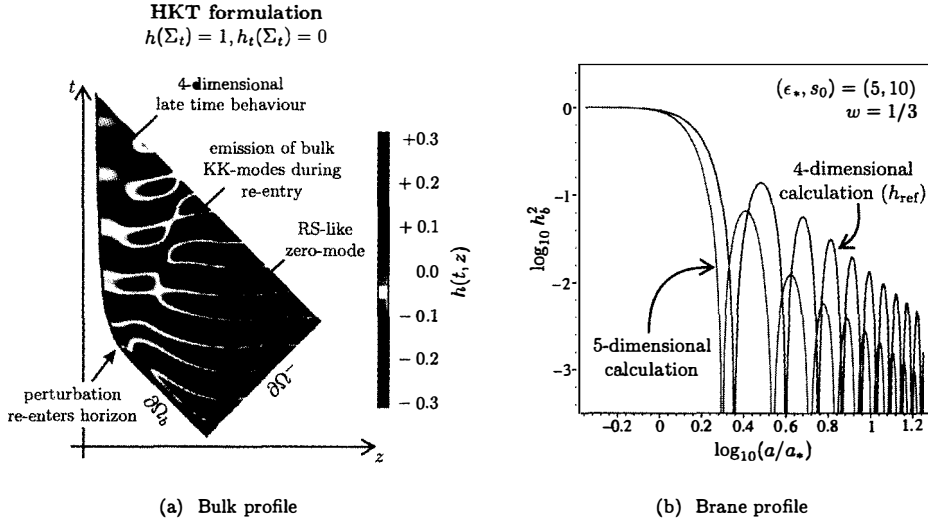 HKT formulation
h(Σ_t) = 1, h_t(Σ_t) = 0
t
4-dimensional
late time behaviour
emission of bulk
KK-modes during
re-entry
RS-like
zero-mode
perturbation
re-enters horizon
∂Ω_b
∂Ω⁻
z
+0.3
+0.2
+0.1
0.0
−0.1
−0.2
−0.3
h(t, z)
(a) Bulk profile
(ϵ_*, s_0) = (5, 10)
w = 1/3
4-dimensional
calculation (h_ref)
5-dimensional
calculation
log_10 h_b^2
0
-1
-2
-3
-0.2 0 0.2 0.4 0.6 0.8 1 1.2
log_10(a/a_*)
(b) Brane profile